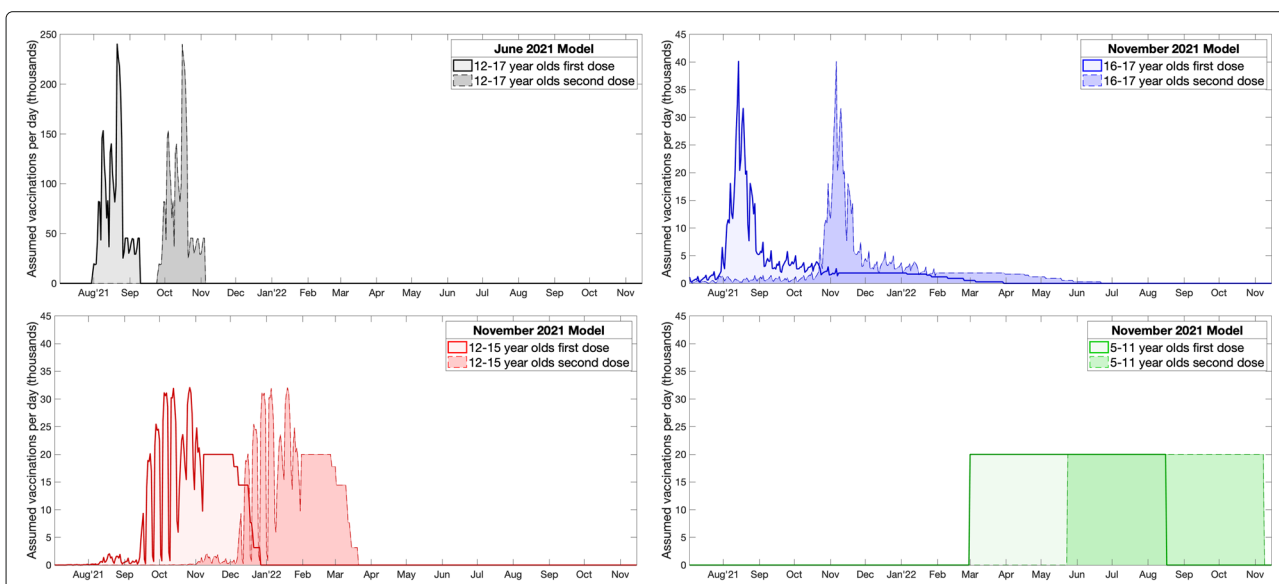 June 2021 Model
12-17 year olds first dose
12-17 year olds second dose
Assumed vaccinations per day (thousands)
250
200
150
100
50
0
Aug'21 Sep Oct Nov Dec Jan'22 Feb Mar Apr May Jun Jul Aug Sep Oct Nov
November 2021 Model
16-17 year olds first dose
16-17 year olds second dose
Assumed vaccinations per day (thousands)
45
40
35
30
25
20
15
10
5
0
Aug'21 Sep Oct Nov Dec Jan'22 Feb Mar Apr May Jun Jul Aug Sep Oct Nov
November 2021 Model
12-15 year olds first dose
12-15 year olds second dose
Assumed vaccinations per day (thousands)
45
40
35
30
25
20
15
10
5
0
Aug'21 Sep Oct Nov Dec Jan'22 Feb Mar Apr May Jun Jul Aug Sep Oct Nov
November 2021 Model
5-11 year olds first dose
5-11 year olds second dose
Assumed vaccinations per day (thousands)
45
40
35
30
25
20
15
10
5
0
Aug'21 Sep Oct Nov Dec Jan'22 Feb Mar Apr May Jun Jul Aug Sep Oct Nov